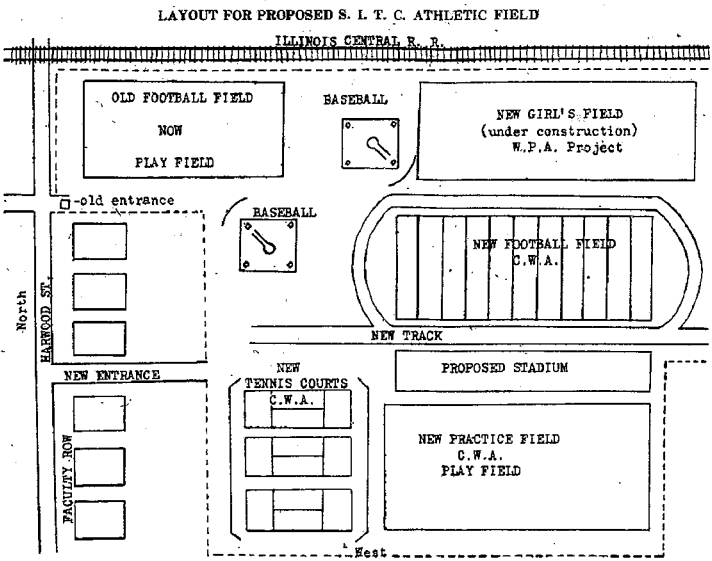 LAYOUT FOR PROPOSED S. I. T. C. ATHLETIC FIELD
ILLINOIS CENTRAL R. R.
OLD FOOTBALL FIELD
NOW
PLAY FIELD
BASEBALL
NEW GIRL'S FIELD
(under construction)
W.P.A. Project
-old entrance
BASEBALL
NEW FOOTBALL FIELD
C.W.A.
North
HARWOOD ST.
NEW TRACK
NEW ENTRANCE
NEW
TENNIS COURTS
C.W.A.
PROPOSED STADIUM
NEW PRACTICE FIELD
C.W.A.
PLAY FIELD
FACULTY ROW
West